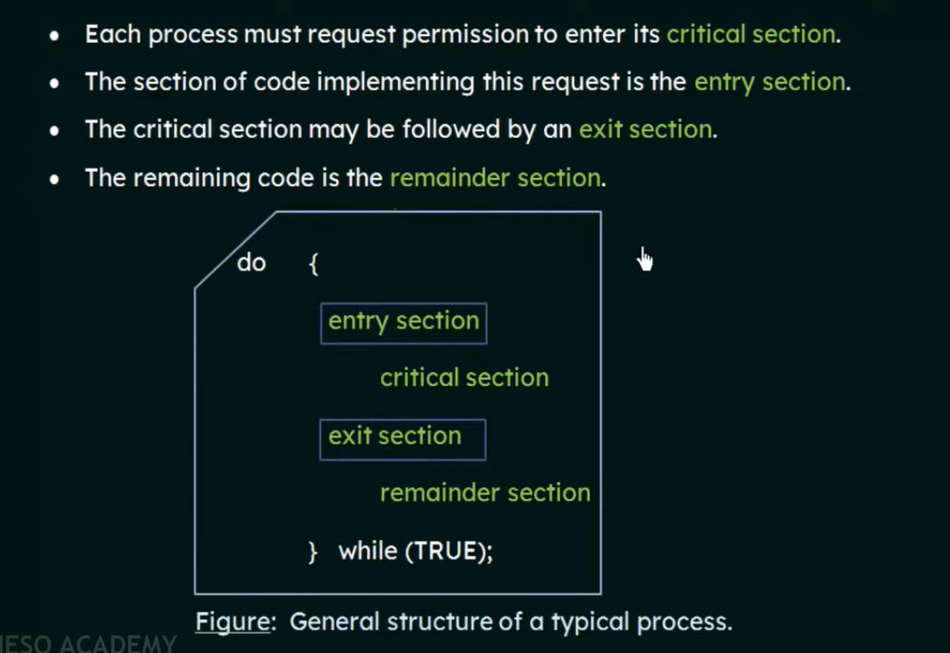 • Each process must request permission to enter its critical section.
• The section of code implementing this request is the entry section.
• The critical section may be followed by an exit section.
• The remaining code is the remainder section.
do {
entry section
critical section
exit section
remainder section
} while (TRUE);
Figure: General structure of a typical process.
NESO ACADEMY